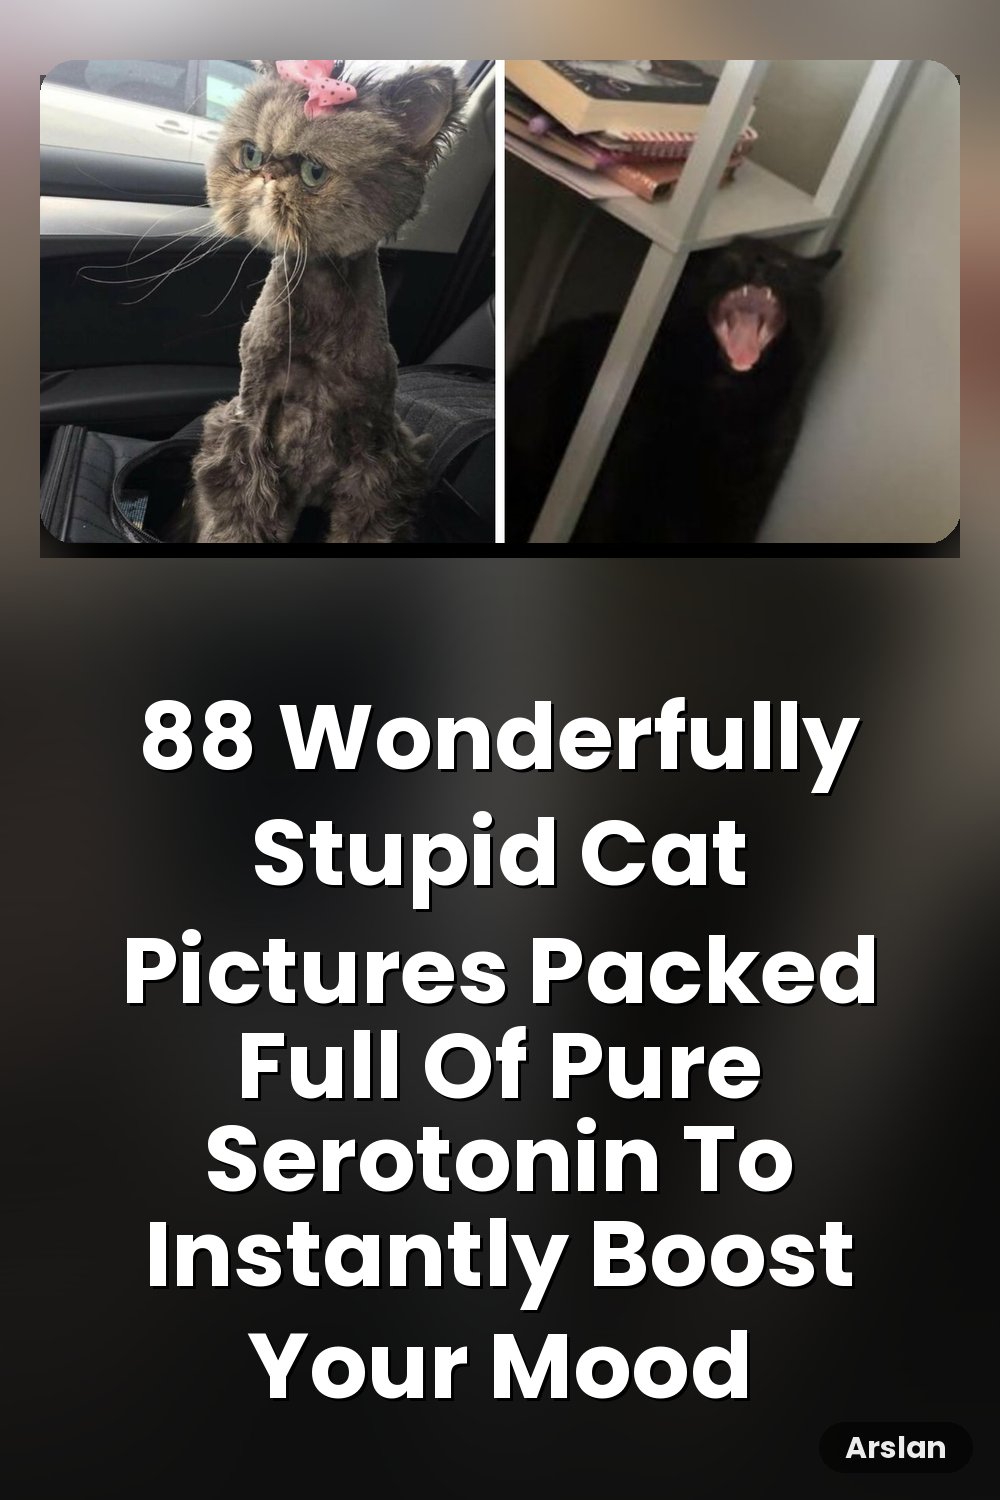 88 Wonderfully
Stupid Cat
Pictures Packed
Full Of Pure
Serotonin To
Instantly Boost
Your Mood
Arslan